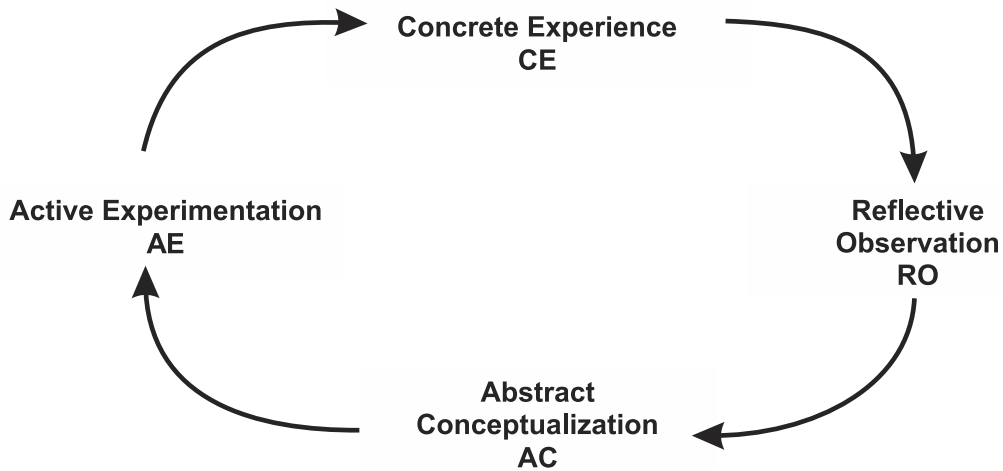 Concrete Experience
CE
Active Experimentation
AE
Reflective
Observation
RO
Abstract
Conceptualization
AC